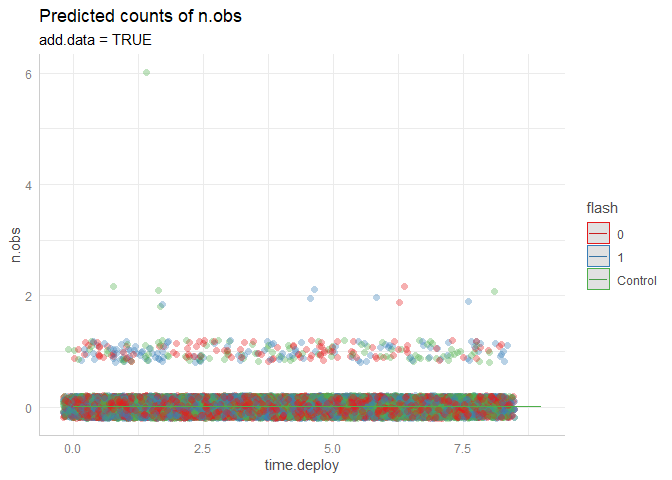 Predicted counts of n.obs
add.data = TRUE
6
4
2
0
n.obs
0.0
2.5
5.0
7.5
time.deploy
flash
0
1
Control